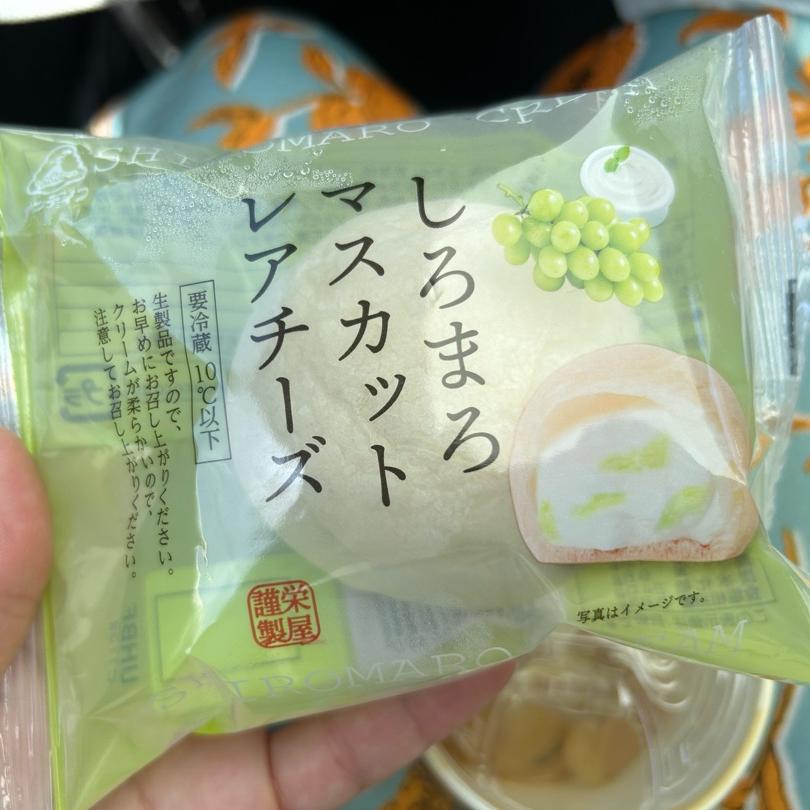 SHIROMARO CREAM
しろまろ
マスカット
レアチーズ
要冷蔵 10℃以下
生製品ですので、
お早めにお召し上がりください。
クリームが柔らかいので、
注意してお召し上がりください。
栄屋
謹製
写真はイメージです。
SHIROMARO CREAM
プラ